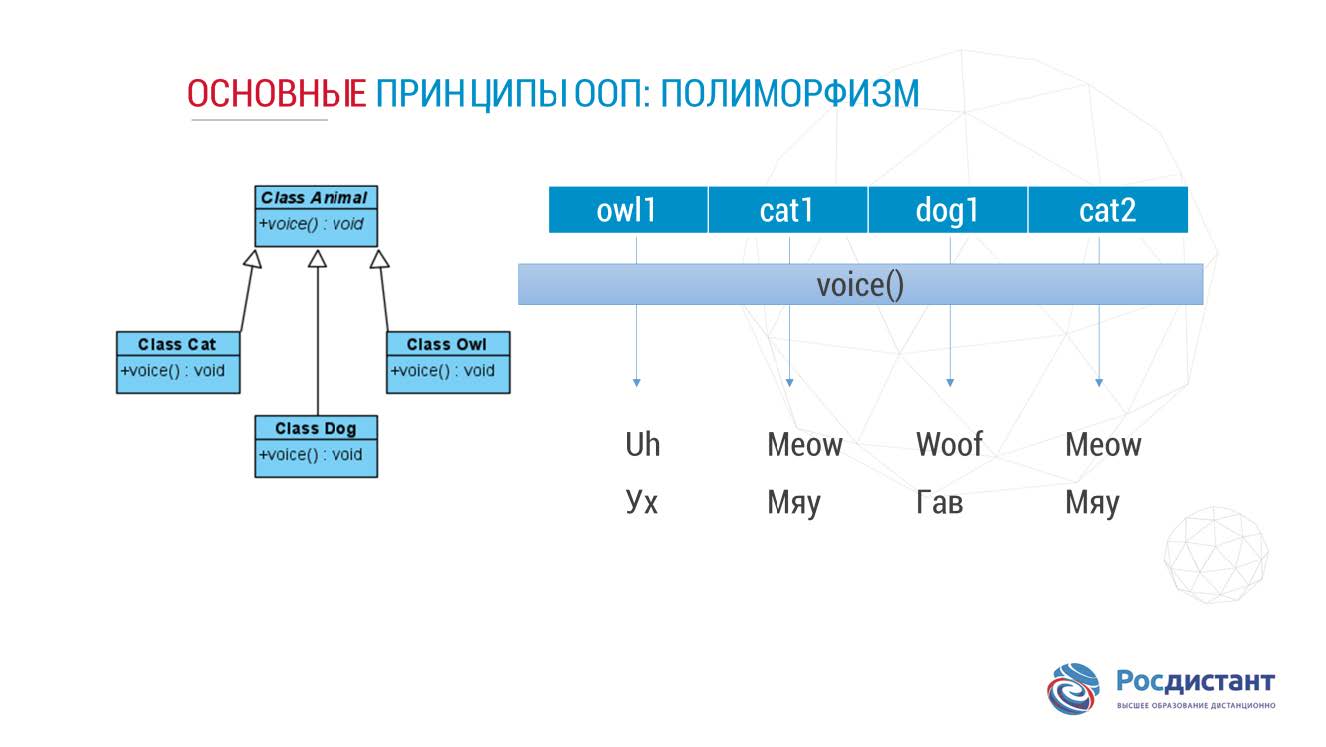 ОСНОВНЫЕ ПРИНЦИПЫ ООП: ПОЛИМОРФИЗМ
Class Animal
+voice() : void
Class Cat
+voice() : void
Class Owl
+voice() : void
Class Dog
+voice() : void
owl1 cat1 dog1 cat2
voice()
Uh Meow Woof Meow
Ух Мяу Гав Мяу
Росдистант
ВЫСШЕЕ ОБРАЗОВАНИЕ ДИСТАНЦИОННО